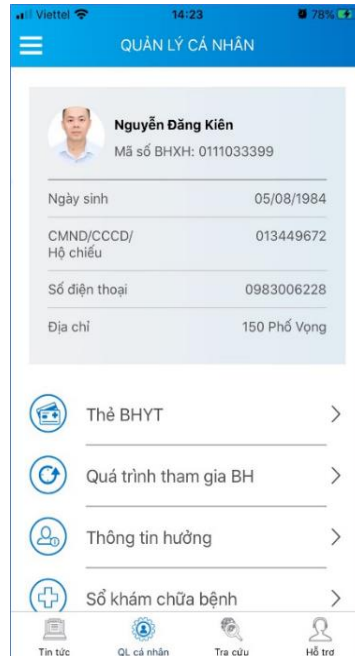 Viettel 14:23 78%
QUẢN LÝ CÁ NHÂN
Nguyễn Đăng Kiên
Mã số BHXH: 0111033399
Ngày sinh 05/08/1984
CMND/CCCD/ 013449672
Hộ chiếu
Số điện thoại 0983006228
Địa chỉ 150 Phố Vọng
Thẻ BHYT
Quá trình tham gia BH
Thông tin hưởng
Sổ khám chữa bệnh
Tin tức QL cá nhân Tra cứu Hỗ trợ